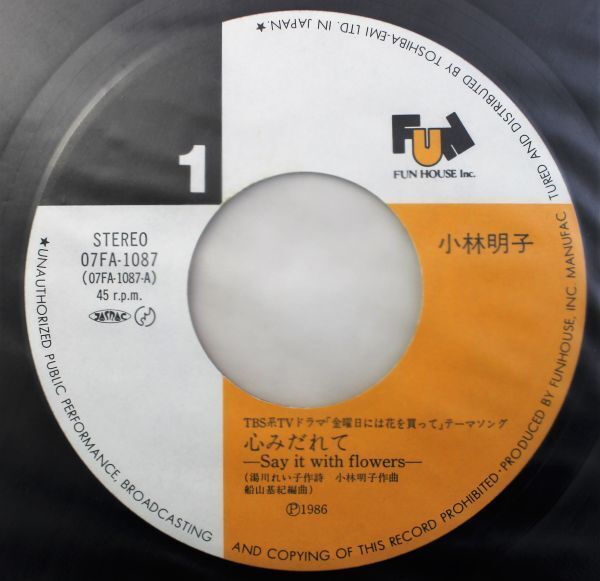 1
FUN
FUN HOUSE Inc.
STEREO
07FA-1087
(07FA-1087-A)
45 r.p.m.
JASRAC
小林明子
TBS系TVドラマ「金曜日には花を買って」テーマソング
心みだれて
—Say it with flowers—
(湯川れい子作詩 小林明子作曲
船山基紀編曲)
Ⓟ1986
★UNAUTHORIZED PUBLIC PERFORMANCE, BROADCASTING AND COPYING OF THIS RECORD PROHIBITED·PRODUCED BY FUNHOUSE, INC. MANUFACTURED AND DISTRIBUTED BY TOSHIBA-EMI LTD. IN JAPAN.★